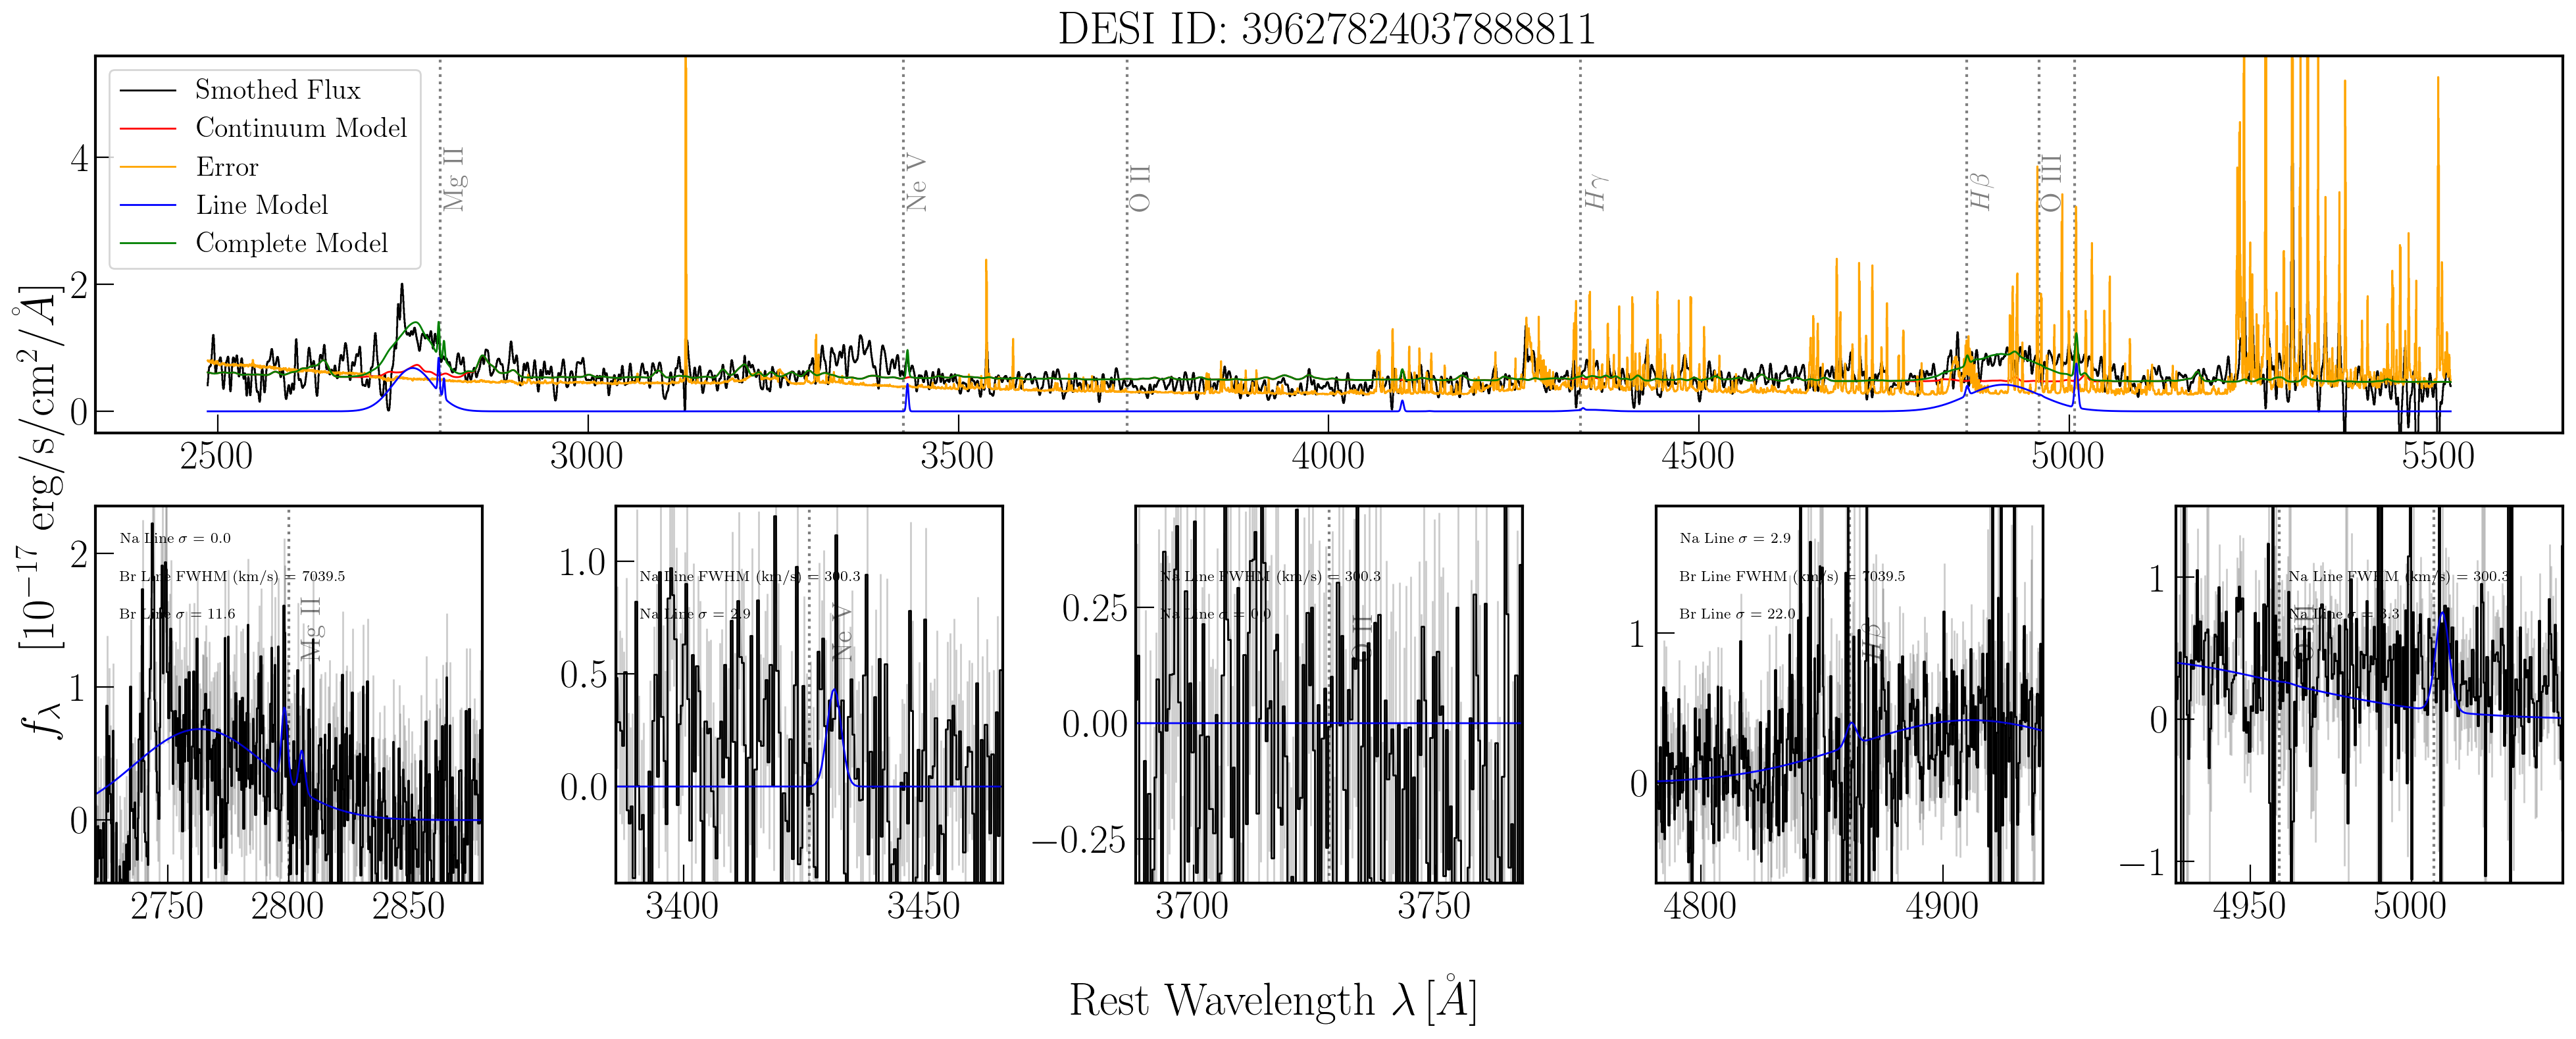 DESI ID: 39627824037888811
Smothed Flux
Continuum Model
Error
Line Model
Complete Model
Mg II
Ne V
O II
Hγ
Hβ
O III
4
2
0
2500 3000 3500 4000 4500 5000 5500
f_λ [10^{-17} erg/s/cm^2/Å]
Na Line σ = 0.0
Br Line FWHM (km/s) = 7039.5
Br Line σ = 11.6
Mg II
2
1
0
2750 2800 2850
Na Line FWHM (km/s) = 300.3
Na Line σ = 2.9
Ne V
1.0
0.5
0.0
3400 3450
Na Line FWHM (km/s) = 300.3
Na Line σ = 0.0
O II
0.25
0.00
−0.25
3700 3750
Na Line σ = 2.9
Br Line FWHM (km/s) = 7039.5
Br Line σ = 22.0
Hβ
1
0
4800 4900
Na Line FWHM (km/s) = 300.3
Na Line σ = 3.3
O III
1
0
−1
4950 5000
Rest Wavelength λ [Å]